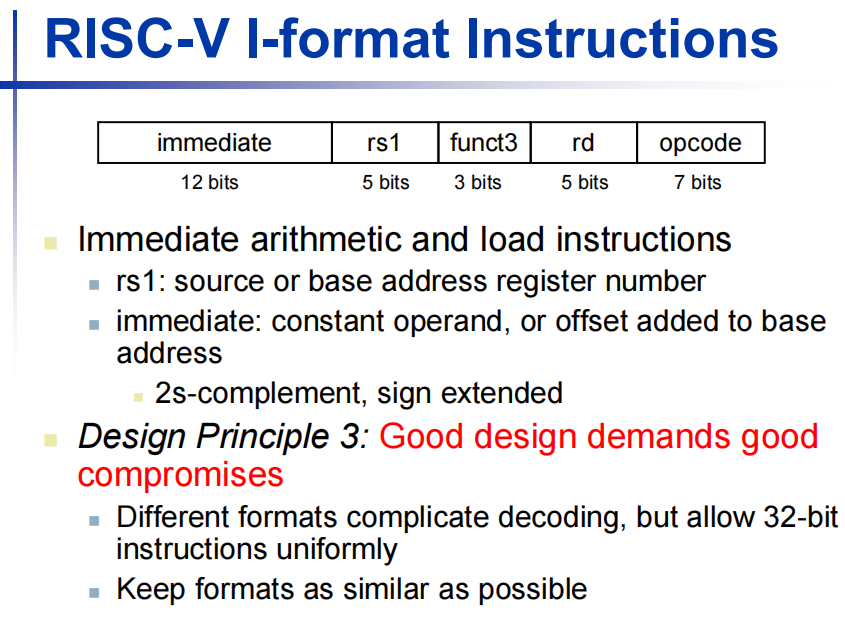 RISC-V I-format Instructions
immediate rs1 funct3 rd opcode
12 bits 5 bits 3 bits 5 bits 7 bits
Immediate arithmetic and load instructions
rs1: source or base address register number
immediate: constant operand, or offset added to base
address
2s-complement, sign extended
Design Principle 3: Good design demands good
compromises
Different formats complicate decoding, but allow 32-bit
instructions uniformly
Keep formats as similar as possible